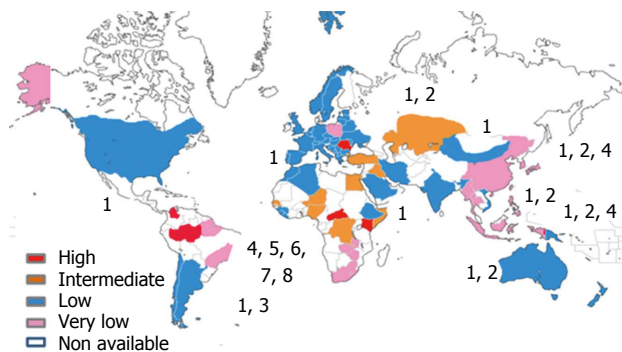 1, 2
1
1, 2, 4
1
1, 2
1
1
1, 2, 4
4, 5, 6,
7, 8
1, 2
1, 3
High
Intermediate
Low
Very low
Non available